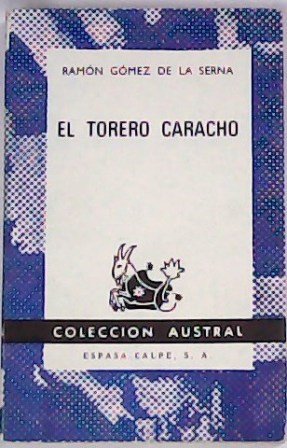 RAMÓN GÓMEZ DE LA SERNA
EL TORERO CARACHO
COLECCION AUSTRAL
ESPASA CALPE, S. A.